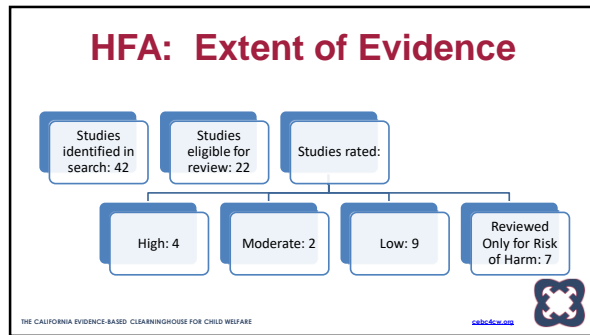 HFA:  Extent of Evidence
Studies
identified in
search: 42
Studies
eligible for
review: 22
Studies rated:
High: 4
Moderate: 2
Low: 9
Reviewed
Only for Risk
of Harm: 7
THE CALIFORNIA EVIDENCE-BASED CLEARNINGHOUSE FOR CHILD WELFARE
cebc4cw.org